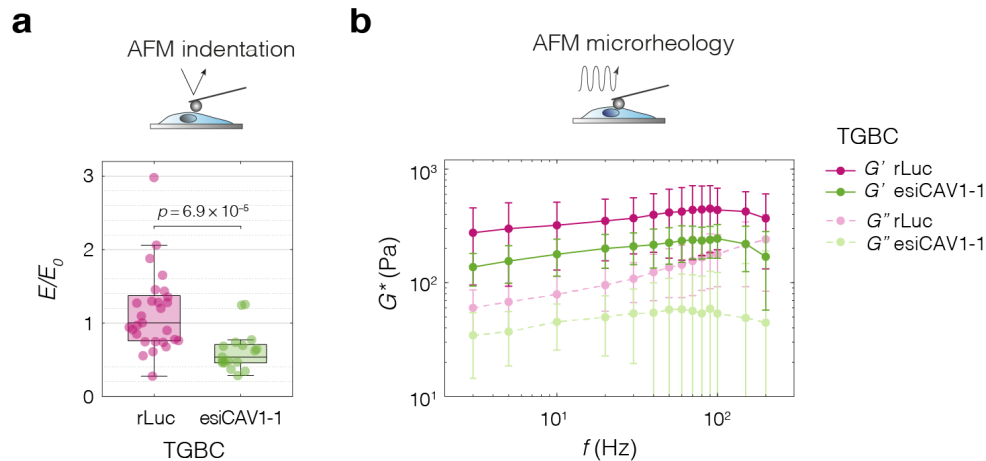 a
AFM indentation
3
2
1
0
E/E₀
p = 6.9 × 10⁻⁵
rLuc esiCAV1-1
TGBC
b
AFM microrheology
10³
10²
10¹
G* (Pa)
10¹ 10²
f (Hz)
TGBC
G' rLuc
G' esiCAV1-1
G" rLuc
G" esiCAV1-1